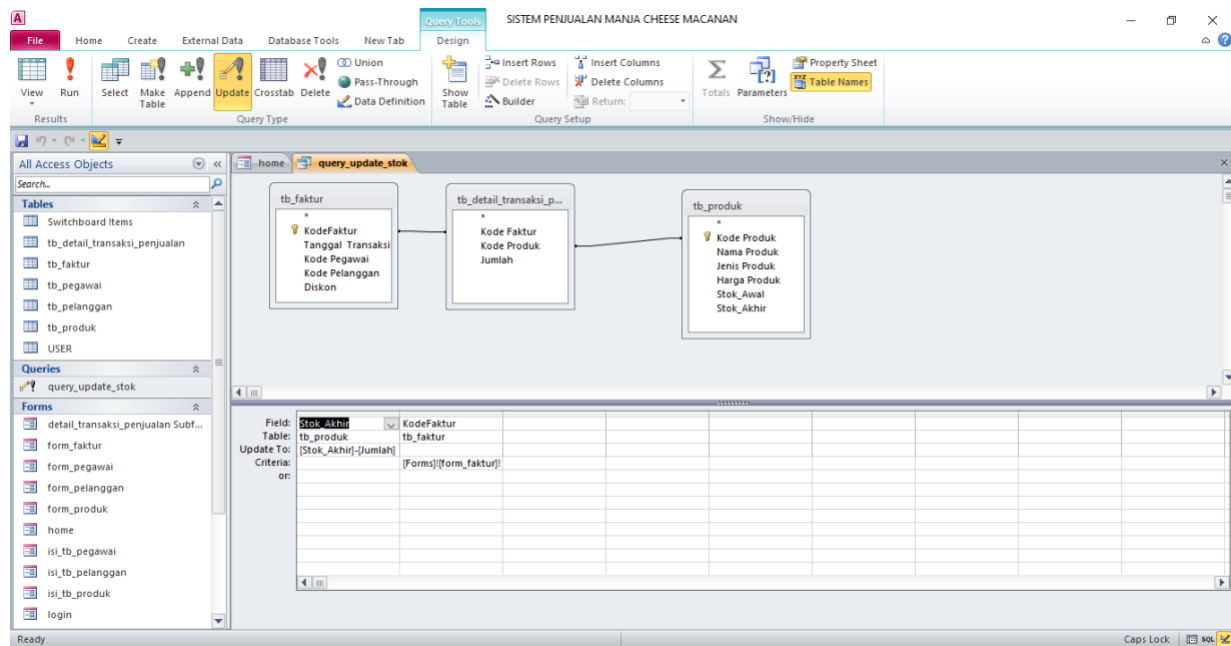 A
Query Tools
SISTEM PENJUALAN MANJA CHEESE MACANAN
File Home Create External Data Database Tools New Tab Design
View Run Select Make Table Append Update Crosstab Delete
Union
Pass-Through
Data Definition
Show Table
Insert Rows
Delete Rows
Builder
Insert Columns
Delete Columns
Return:
Totals Parameters
Property Sheet
Table Names
Results Query Type Query Setup Show/Hide
All Access Objects
Search...
Tables
Switchboard Items
tb_detail_transaksi_penjualan
tb_faktur
tb_pegawai
tb_pelanggan
tb_produk
USER
Queries
query_update_stok
Forms
detail_transaksi_penjualan Subf...
form_faktur
form_pegawai
form_pelanggan
form_produk
home
isi_tb_pegawai
isi_tb_pelanggan
isi_tb_produk
login
home query_update_stok
tb_faktur
*
KodeFaktur
Tanggal Transaksi
Kode Pegawai
Kode Pelanggan
Diskon
tb_detail_transaksi_p...
*
Kode Faktur
Kode Produk
Jumlah
tb_produk
*
Kode Produk
Nama Produk
Jenis Produk
Harga Produk
Stok_Awal
Stok_Akhir
Field: Stok_Akhir KodeFaktur
Table: tb_produk tb_faktur
Update To: [Stok_Akhir]-[Jumlah]
Criteria: [Forms]![form_faktur]!
or:
Ready Caps Lock SQL